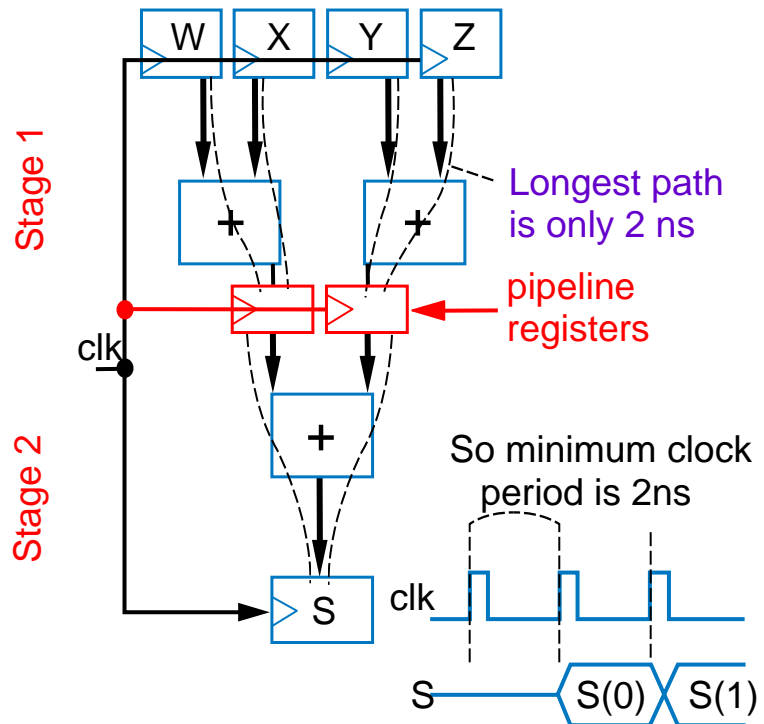 W X Y Z
Stage 1
Longest path
is only 2 ns
+ +
pipeline
registers
clk
+
Stage 2
So minimum clock
period is 2ns
S
clk
S S(0) S(1)